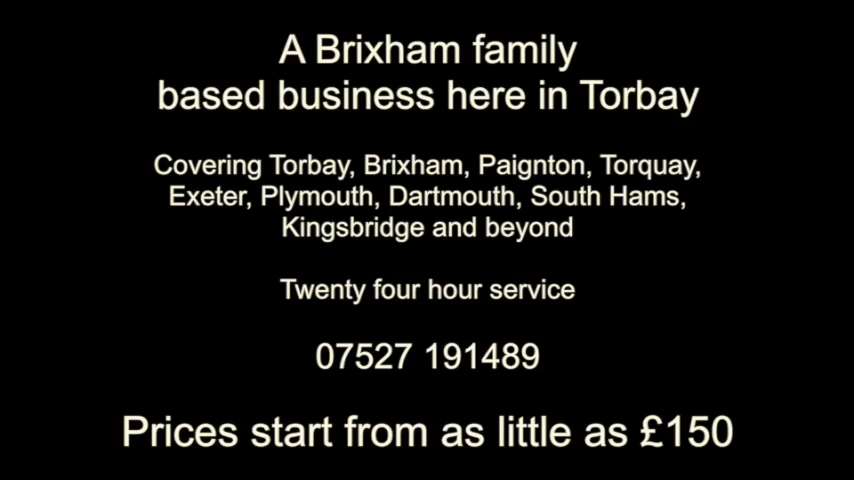 A Brixham family
based business here in Torbay
Covering Torbay, Brixham, Paignton, Torquay,
Exeter, Plymouth, Dartmouth, South Hams,
Kingsbridge and beyond
Twenty four hour service
07527 191489
Prices start from as little as £150